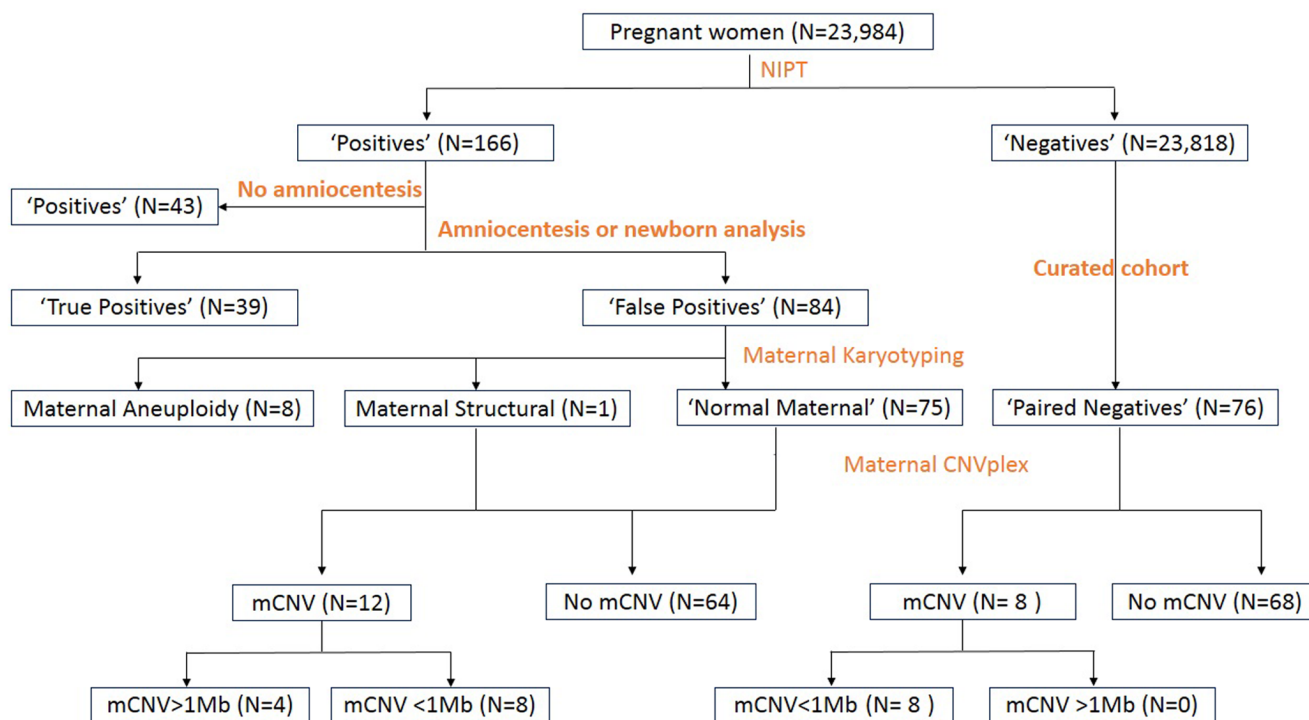 Pregnant women (N=23,984)
NIPT
‘Positives’ (N=166)
‘Negatives’ (N=23,818)
No amniocentesis
‘Positives’ (N=43)
Amniocentesis or newborn analysis
Curated cohort
‘True Positives’ (N=39)
‘False Positives’ (N=84)
Maternal Karyotyping
Maternal Aneuploidy (N=8)
Maternal Structural (N=1)
‘Normal Maternal’ (N=75)
‘Paired Negatives’ (N=76)
Maternal CNVplex
mCNV (N=12)
No mCNV (N=64)
mCNV (N= 8 )
No mCNV (N=68)
mCNV>1Mb (N=4)
mCNV <1Mb (N=8)
mCNV<1Mb (N= 8 )
mCNV >1Mb (N=0)